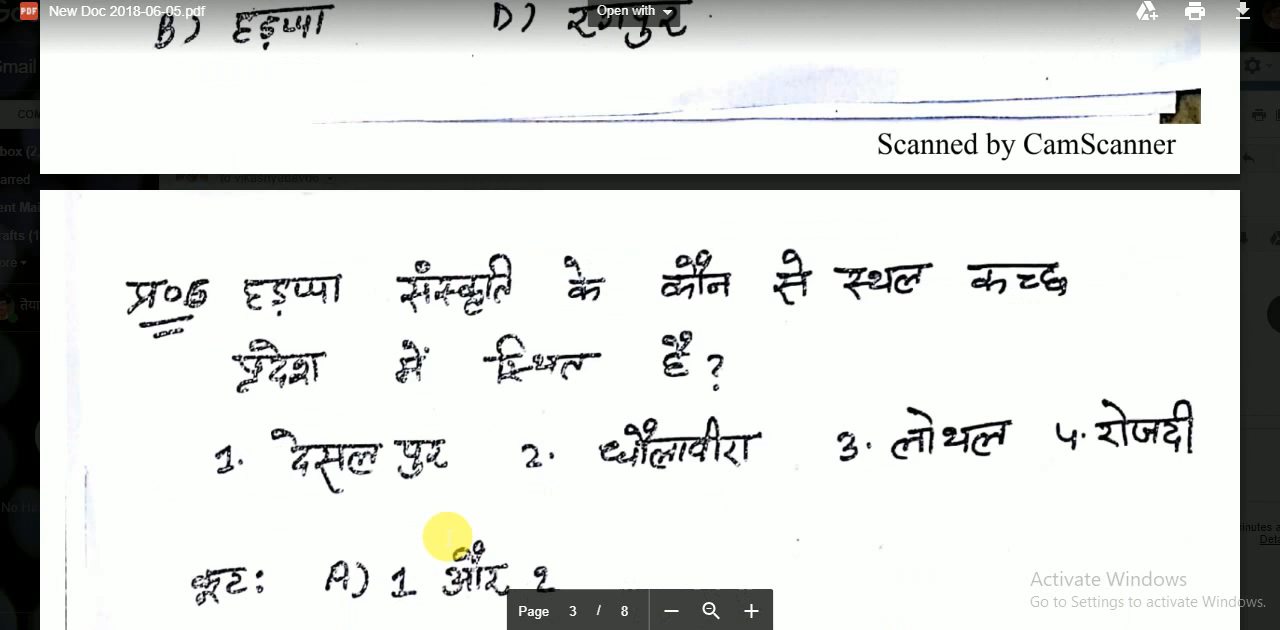 New Doc 2018-06-05.pdf
Open with
B) हड़प्पा D) रंगपुर
Scanned by CamScanner
प्र०6 हड़प्पा संस्कृति के कौन से स्थल कच्छ
प्रदेश में स्थित है?
1. देसल पुर 2. धौलावीरा 3. लोथल 4. रोजदी
कूट: A) 1 और 2
Page 3 / 8
Activate Windows
Go to Settings to activate Windows.